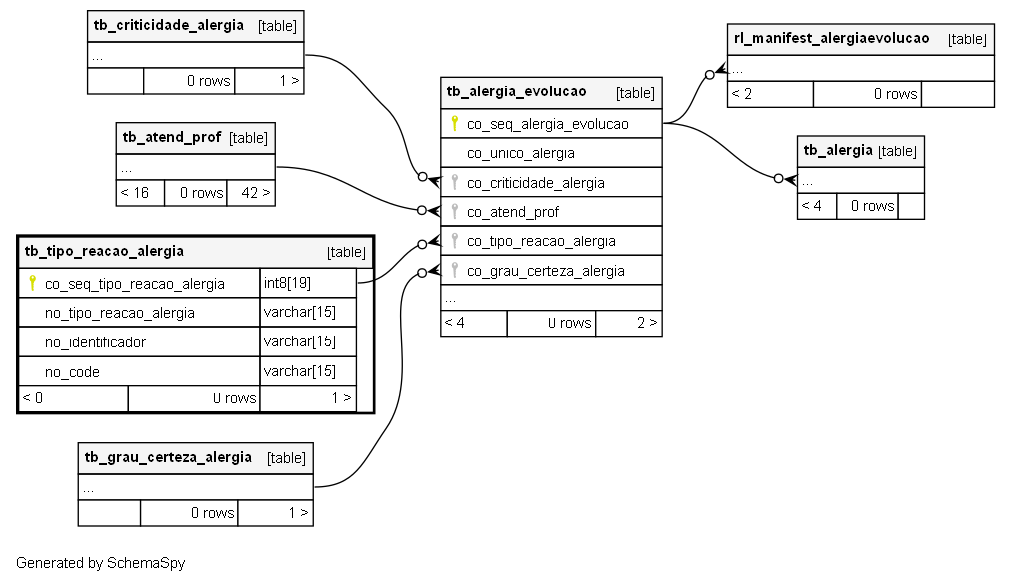 tb_criticidade_alergia [table]
...
0 rows 1 >
tb_atend_prof [table]
...
< 16 0 rows 42 >
tb_tipo_reacao_alergia [table]
co_seq_tipo_reacao_alergia int8[19]
no_tipo_reacao_alergia varchar[15]
no_identificador varchar[15]
no_code varchar[15]
< 0 0 rows 1 >
tb_grau_certeza_alergia [table]
...
0 rows 1 >
tb_alergia_evolucao [table]
co_seq_alergia_evolucao
co_unico_alergia
co_criticidade_alergia
co_atend_prof
co_tipo_reacao_alergia
co_grau_certeza_alergia
...
< 4 0 rows 2 >
rl_manifest_alergiaevolucao [table]
...
< 2 0 rows
tb_alergia [table]
...
< 4 0 rows
Generated by SchemaSpy